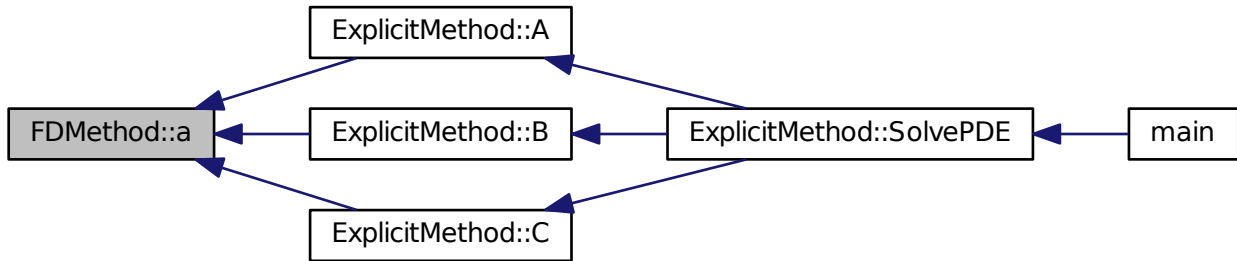 ExplicitMethod::A
FDMethod::a
ExplicitMethod::B
ExplicitMethod::SolvePDE
main
ExplicitMethod::C